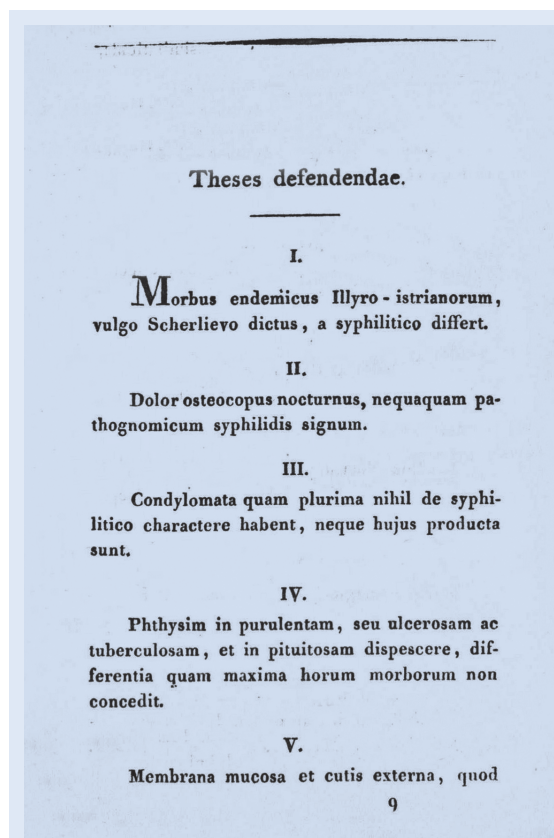 Theses defendendae.
I.
Morbus endemicus Illyro-istrianorum,
vulgo Scherlievo dictus, a syphilitico differt.
II.
Dolor osteocopus nocturnus, nequaquam pa-
thognomicum syphilidis signum.
III.
Condylomata quam plurima nihil de syphi-
litico charactere habent, neque hujus producta
sunt.
IV.
Phthysim in purulentam, seu ulcerosam ac
tuberculosam, et in pituitosam dispescere, dif-
ferentia quam maxima horum morborum non
concedit.
V.
Membrana mucosa et cutis externa, quod
9